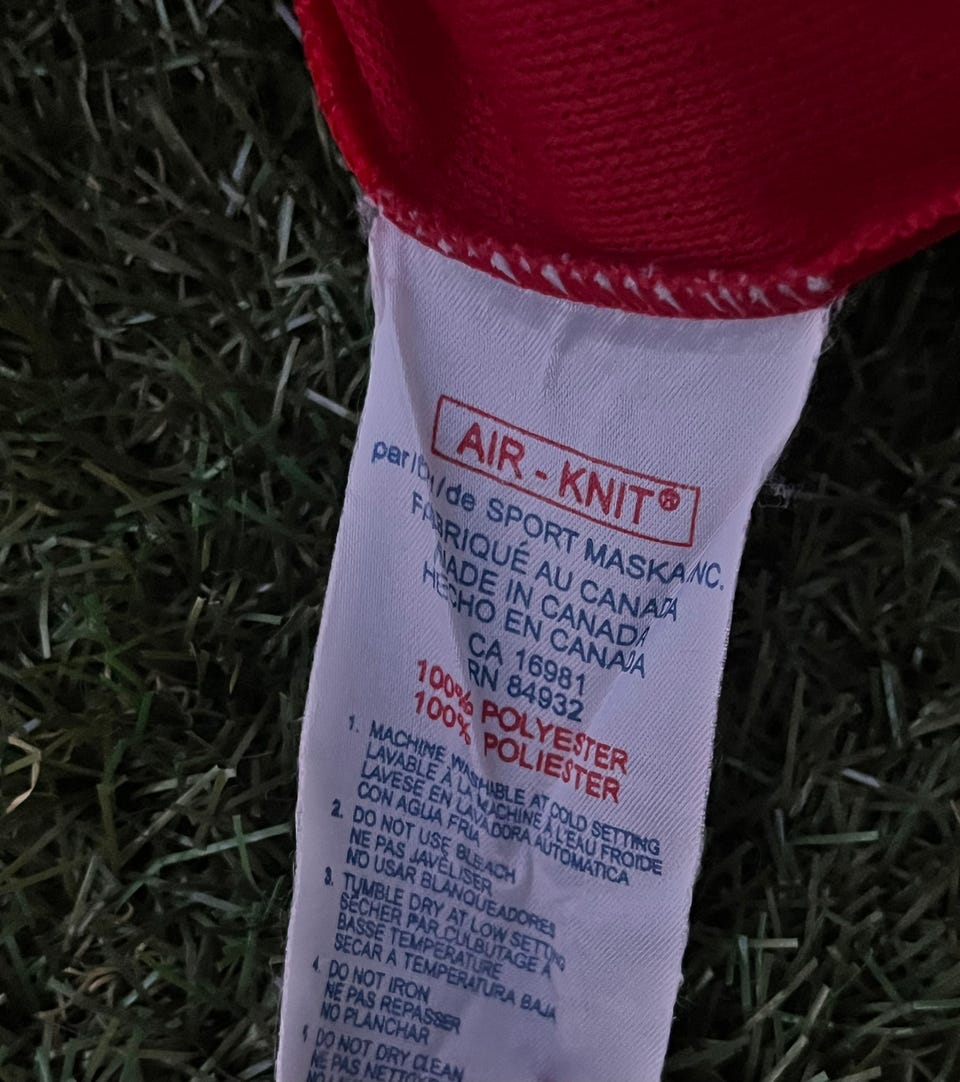 AIR - KNIT®
par/by/de SPORT MASKA INC.
FABRIQUÉ AU CANADA
MADE IN CANADA
HECHO EN CANADA
CA 16981
RN 84932
100% POLYESTER
100% POLIESTER
1. MACHINE WASHABLE AT COLD SETTING
LAVABLE À LA MACHINE À L'EAU FROIDE
LAVESE EN LAVADORA AUTOMATICA
CON AGUA FRIA
2. DO NOT USE BLEACH
NE PAS JAVÉLISER
NO USAR BLANQUEADORES
3. TUMBLE DRY AT LOW SETTING
SÉCHER PAR CULBUTAGE À
BASSE TEMPERATURE
SECAR A TEMPERATURA BAJA
4. DO NOT IRON
NE PAS REPASSER
NO PLANCHAR
5. DO NOT DRY CLEAN
NE PAS